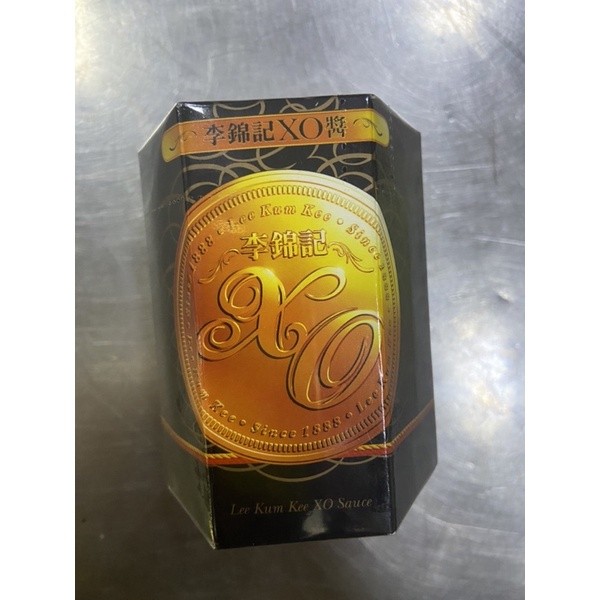 李錦記XO醬
1888 • Lee Kum Kee • Since 1888
李錦記
XO
Kum Kee • Since 1888 • Lee K
Lee Kum Kee XO Sauce